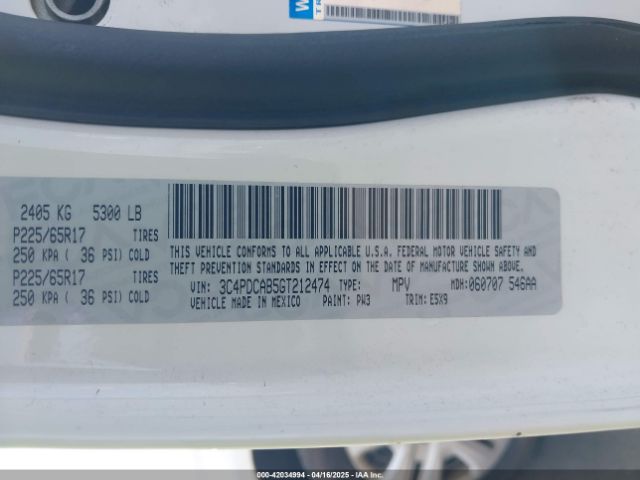 W
TR
2405 KG 5300 LB
P225/65R17 TIRES
250 KPA ( 36 PSI) COLD
P225/65R17 TIRES
250 KPA ( 36 PSI) COLD
THIS VEHICLE CONFORMS TO ALL APPLICABLE U.S.A. FEDERAL MOTOR VEHICLE SAFETY AND
THEFT PREVENTION STANDARDS IN EFFECT ON THE DATE OF MANUFACTURE SHOWN ABOVE.
VIN: 3C4PDCAB5GT212474 TYPE: MPV MDH:060707 546AA
VEHICLE MADE IN MEXICO PAINT: PW3 TRIM: E5X9
000-42034994 - 04/16/2025 - IAAI.COM